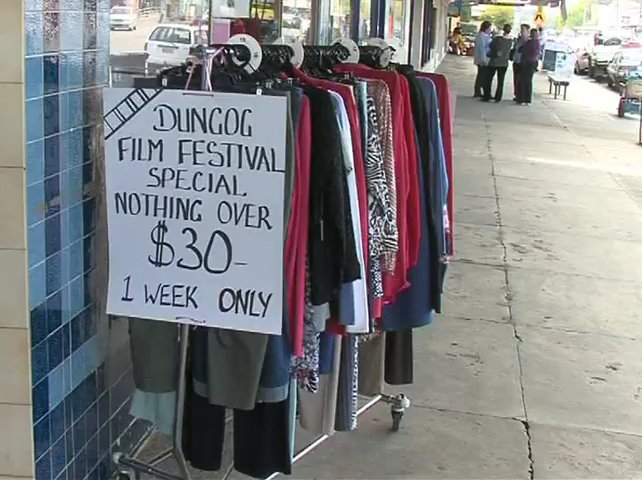 DUNGOG
FILM FESTIVAL
SPECIAL
NOTHING OVER
$30-
1 WEEK ONLY